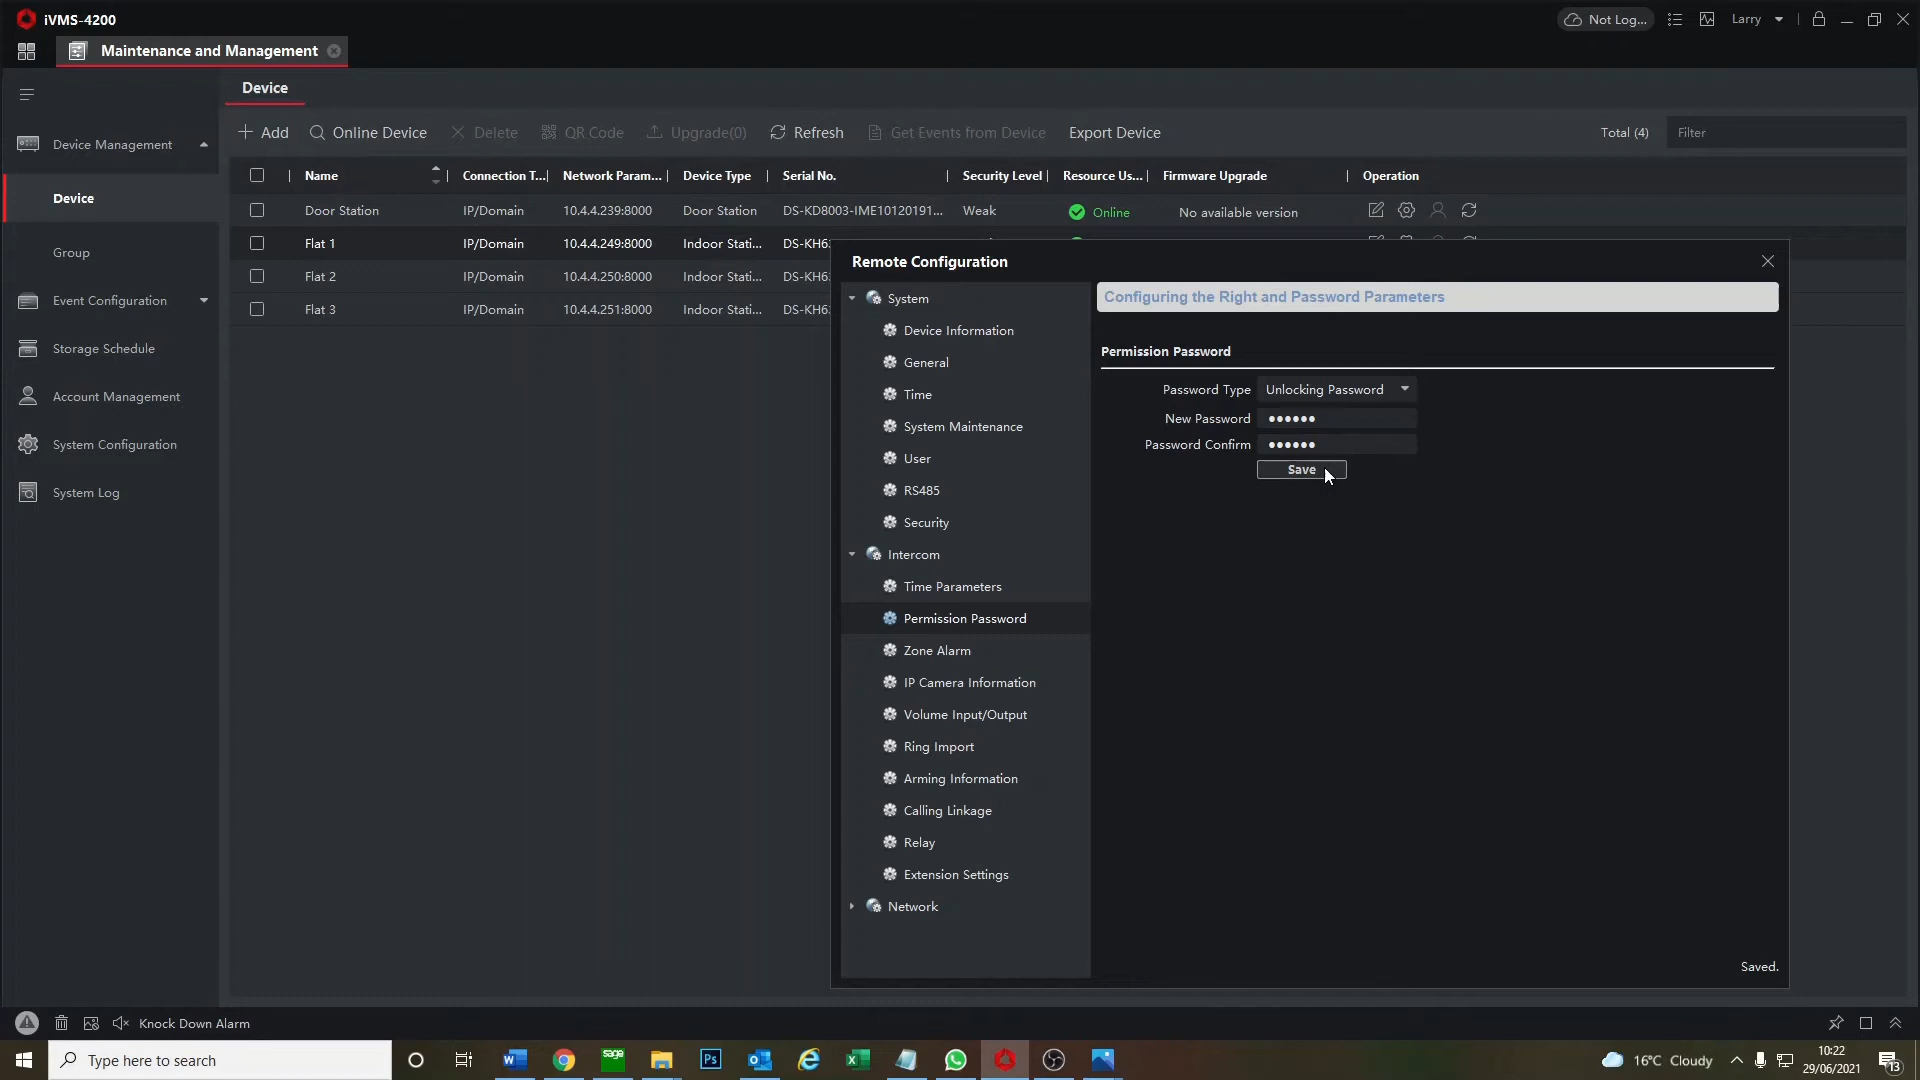 iVMS-4200
Not Log...
Larry
Maintenance and Management
Device
Add
Online Device
Delete
QR Code
Upgrade(0)
Refresh
Get Events from Device
Export Device
Total (4)
Filter
Device Management
Device
Group
Event Configuration
Storage Schedule
Account Management
System Configuration
System Log
Name
Connection T...
Network Param...
Device Type
Serial No.
Security Level
Resource Us...
Firmware Upgrade
Operation
Door Station
IP/Domain
10.4.4.239:8000
Door Station
DS-KD8003-IME10120191...
Weak
Online
No available version
Flat 1
IP/Domain
10.4.4.249:8000
Indoor Stati...
Flat 2
IP/Domain
10.4.4.250:8000
Indoor Stati...
Flat 3
IP/Domain
10.4.4.251:8000
Indoor Stati...
Remote Configuration
System
Device Information
General
Time
System Maintenance
User
RS485
Security
Intercom
Time Parameters
Permission Password
Zone Alarm
IP Camera Information
Volume Input/Output
Ring Import
Arming Information
Calling Linkage
Relay
Extension Settings
Network
Configuring the Right and Password Parameters
Permission Password
Password Type Unlocking Password
New Password ••••••
Password Confirm ••••••
Save
Saved.
Knock Down Alarm
Type here to search
sage
Ps
16°C Cloudy
10:22
29/06/2021
13